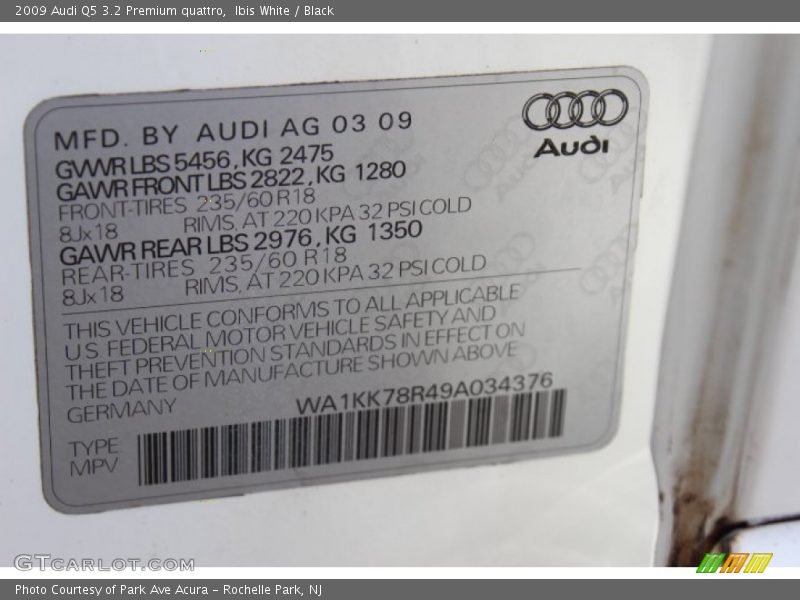 2009 Audi Q5 3.2 Premium quattro,  Ibis White / Black
MFD. BY AUDI AG 03 09
Audi
GVWR LBS 5456, KG 2475
GAWR FRONT LBS 2822, KG 1280
FRONT-TIRES 235/60 R18
8Jx18 RIMS, AT 220 KPA 32 PSI COLD
GAWR REAR LBS 2976, KG 1350
REAR-TIRES 235/60 R18
8Jx18 RIMS, AT 220 KPA 32 PSI COLD
THIS VEHICLE CONFORMS TO ALL APPLICABLE
U S FEDERAL MOTOR VEHICLE SAFETY AND
THEFT PREVENTION STANDARDS IN EFFECT ON
THE DATE OF MANUFACTURE SHOWN ABOVE
GERMANY WA1KK78R49A034376
TYPE
MPV
GTCarLot.com
Photo Courtesy of Park Ave Acura - Rochelle Park, NJ